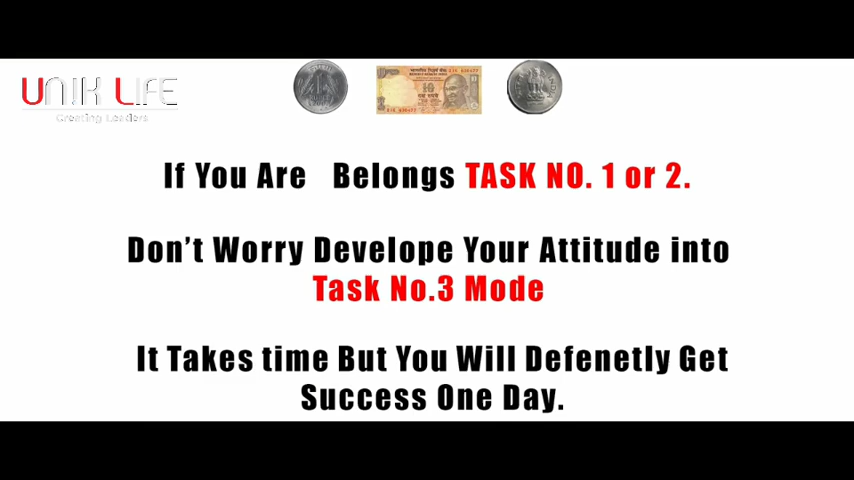 UNIK LIFE
Creating Leaders
10
If You Are Belongs TASK NO. 1 or 2.
Don't Worry Develope Your Attitude into
Task No.3 Mode
It Takes time But You Will Defenetly Get
Success One Day.